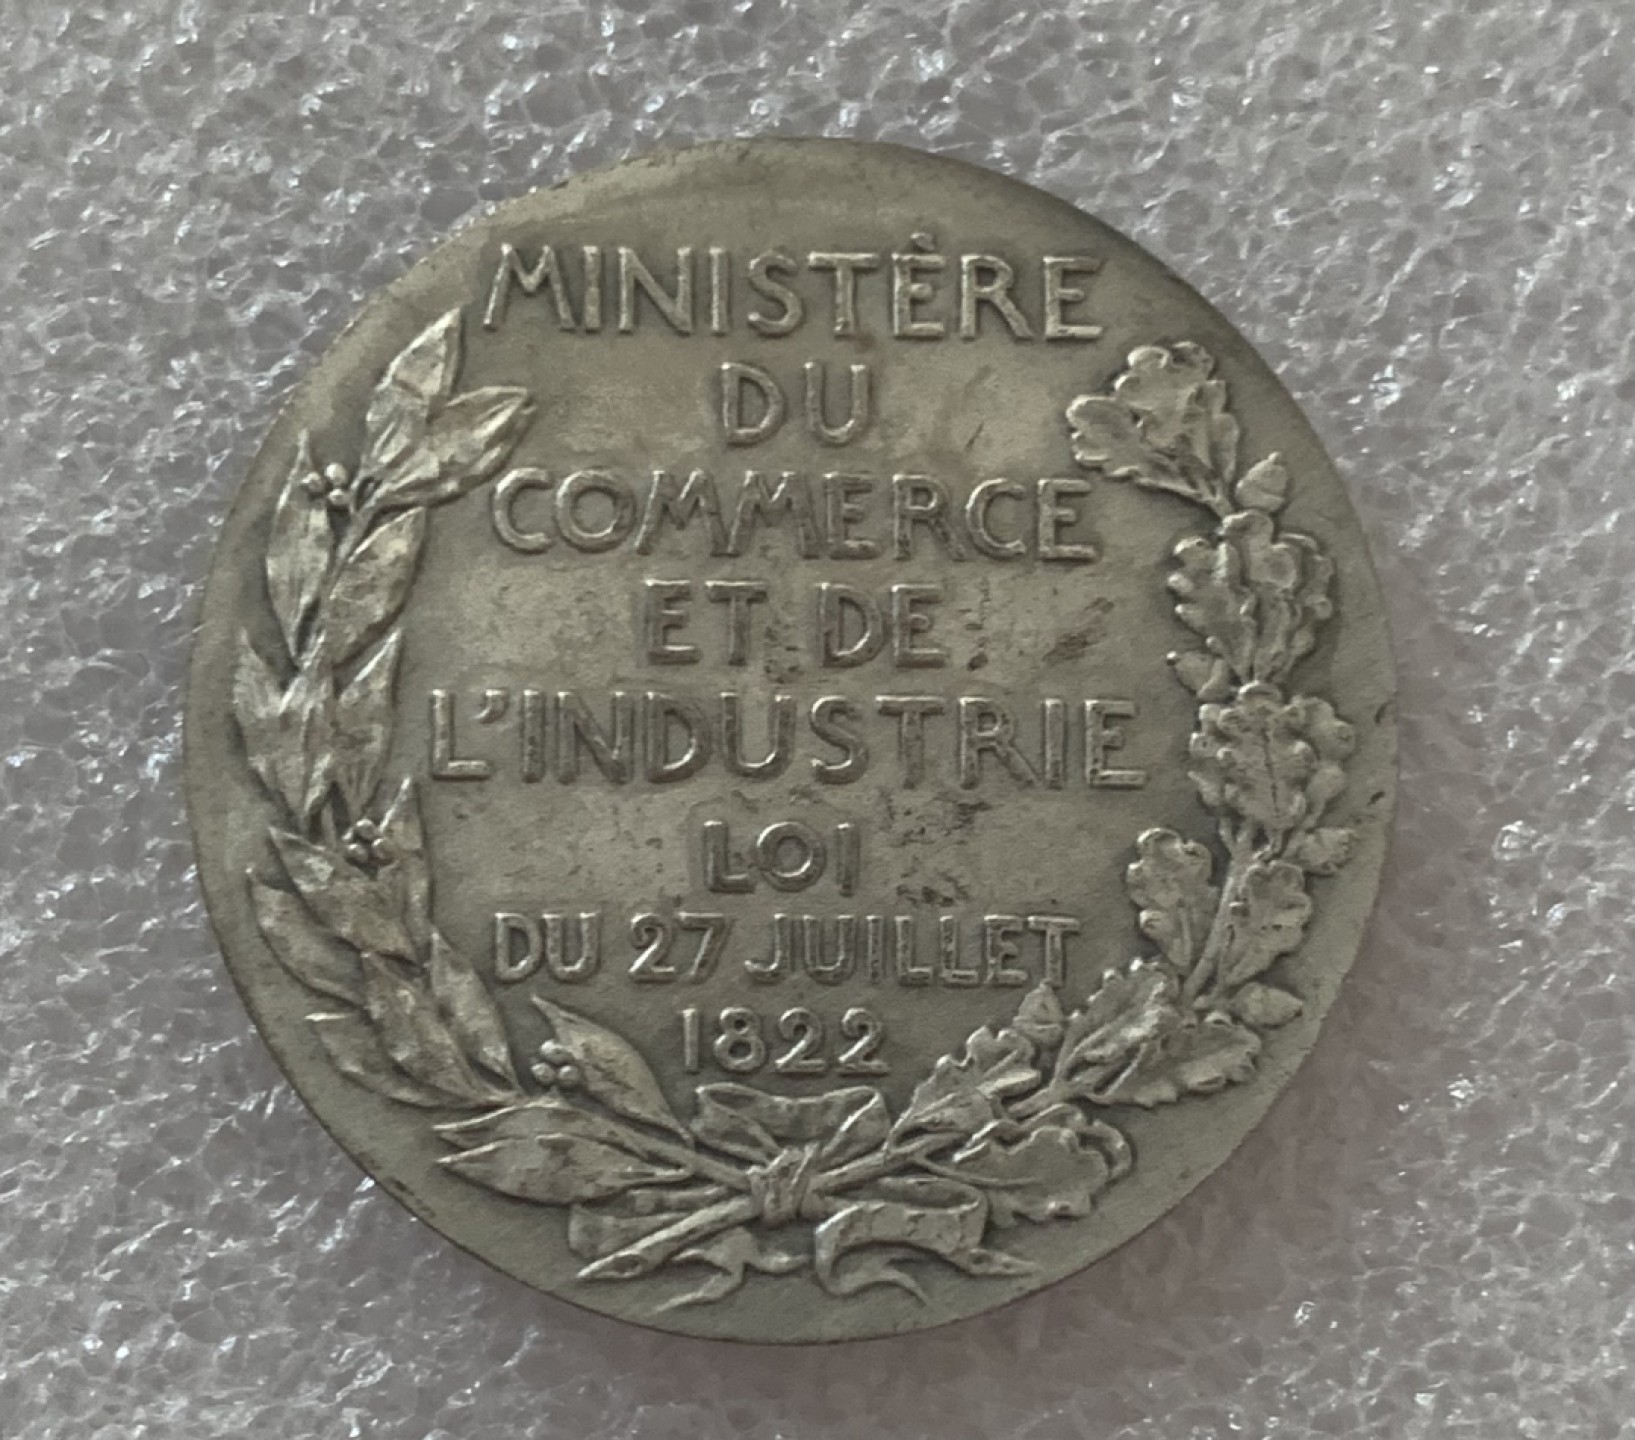 MINISTÈRE
DU
COMMERCE
ET DE
L'INDUSTRIE
LOI
DU 27 JUILLET
1822